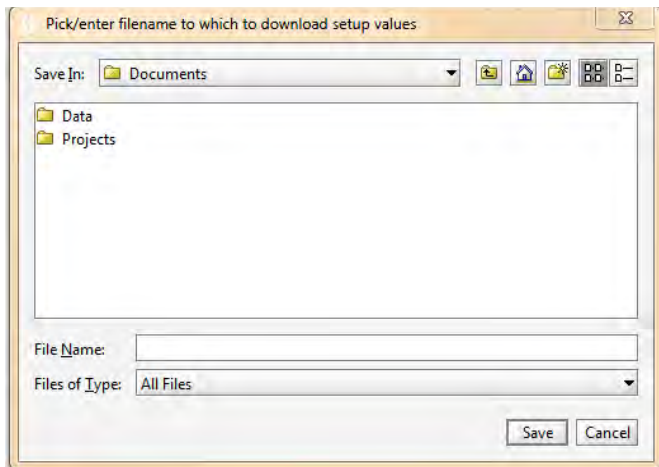 Pick/enter filename to which to download setup values
Save In: Documents
Data
Projects
File Name:
Files of Type: All Files
Save Cancel